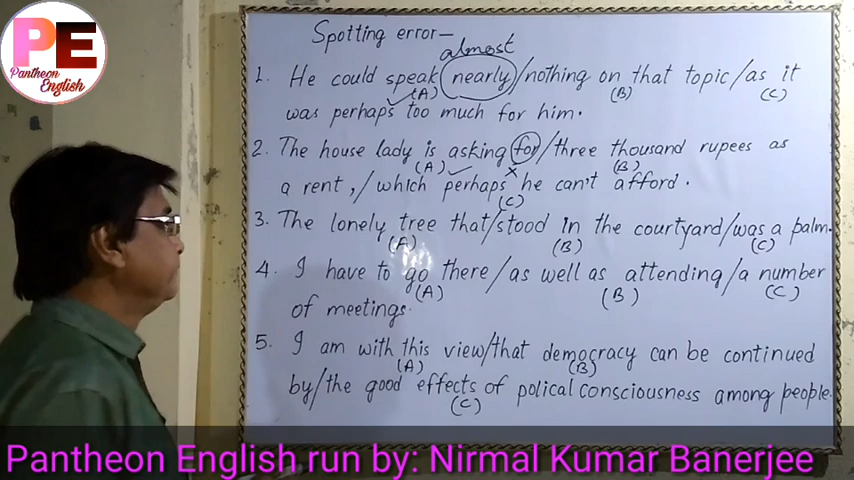 PE
Pantheon
English
Spotting error—
almost
1. He could speak nearly/nothing on that topic/as it
(A) (B) (C)
was perhaps too much for him.
2. The house lady is asking for/three thousand rupees as
(A) (B)
a rent,/which perhaps he can't afford.
(C)
3. The lonely tree that/stood in the courtyard/was a palm.
(A) (B) (C)
4. I have to go there/as well as attending/a number
(A) (B) (C)
of meetings.
5. I am with this view/that democracy can be continued
(A) (B)
by/the good effects of polical consciousness among people.
(C)
Pantheon English run by: Nirmal Kumar Banerjee